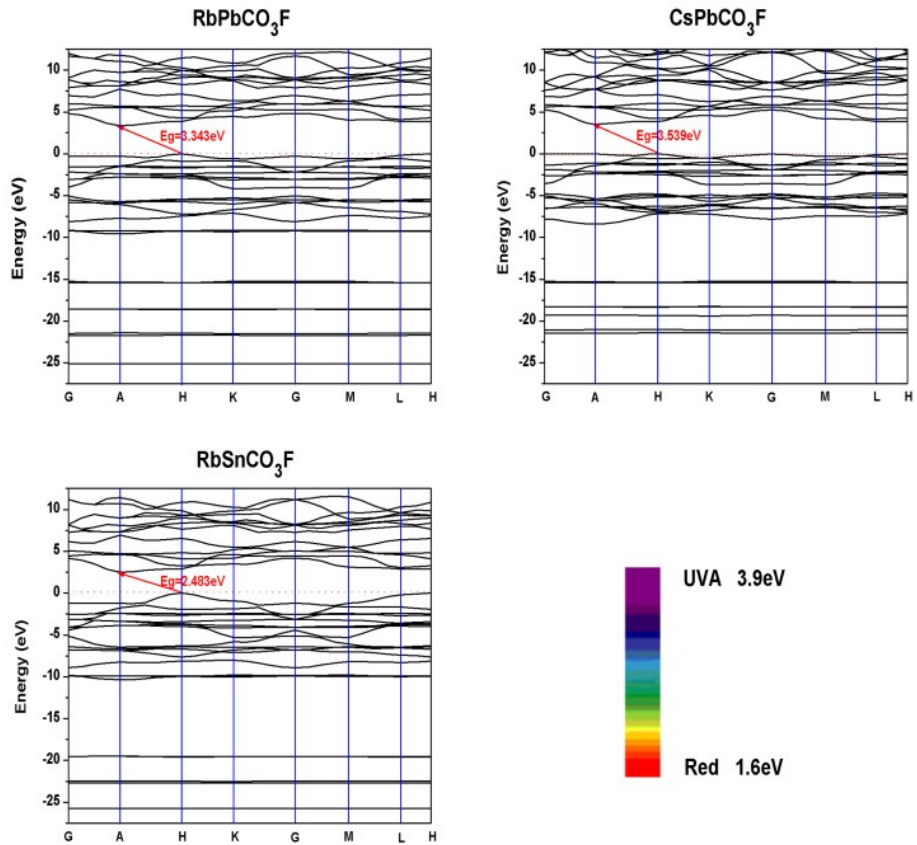 RbPbCO3F
10
5
0
-5
-10
-15
-20
-25
Energy (eV)
Eg=3.343eV
G A H K G M L H
CsPbCO3F
10
5
0
-5
-10
-15
-20
-25
Energy (eV)
Eg=3.539eV
G A H K G M L H
RbSnCO3F
10
5
0
-5
-10
-15
-20
-25
Energy (eV)
Eg=2.483eV
G A H K G M L H
UVA 3.9eV
Red 1.6eV